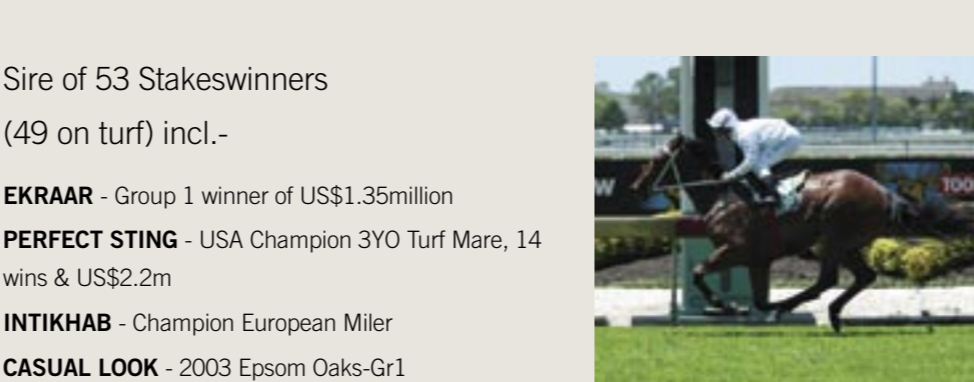 Sire of 53 Stakeswinners
(49 on turf) incl.-
EKRAAR - Group 1 winner of US$1.35million
PERFECT STING - USA Champion 3YO Turf Mare, 14
wins & US$2.2m
INTIKHAB - Champion European Miler
CASUAL LOOK - 2003 Epsom Oaks-Gr1
W
TOO